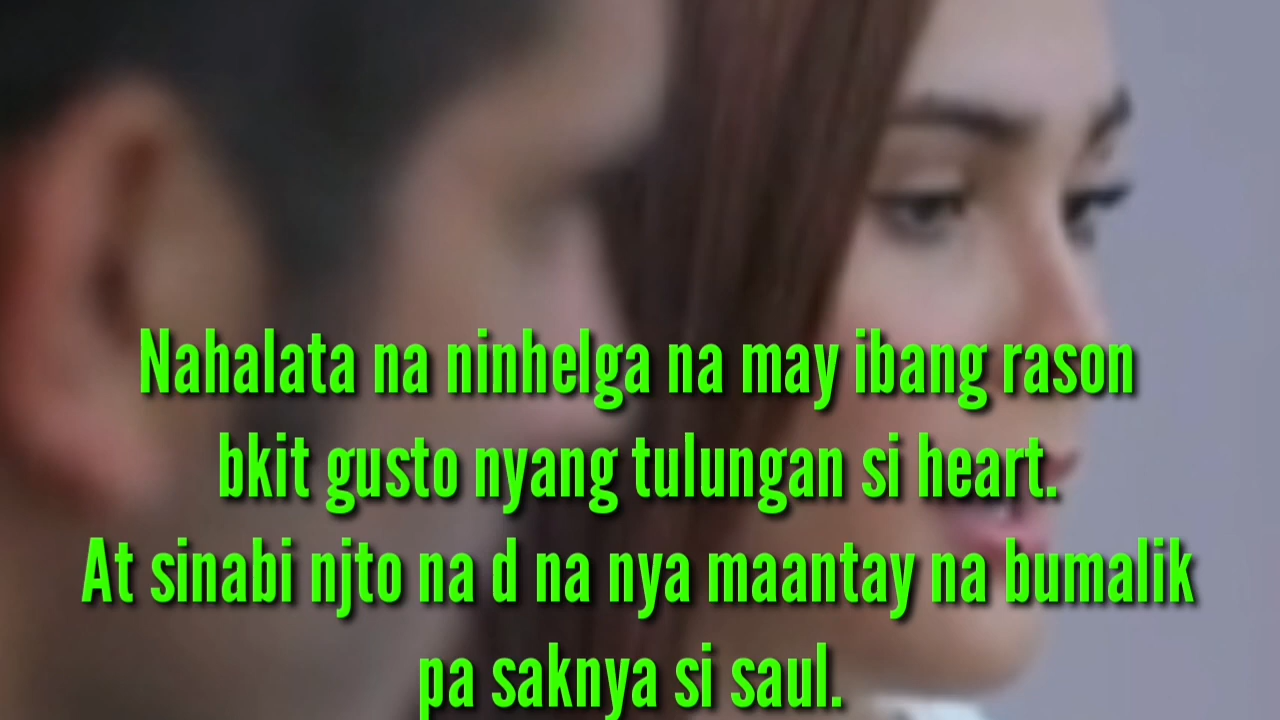 Nahalata na ninhelga na may ibang rason
bkit gusto nyang tulungan si heart.
At sinabi njto na d na nya maantay na bumalik
pa saknya si saul.